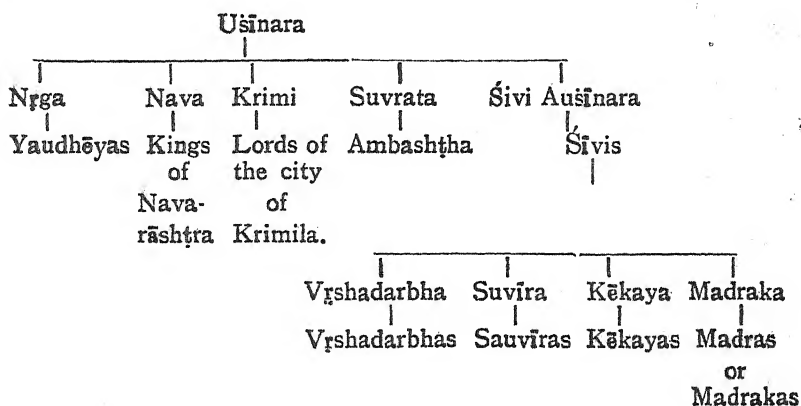 Uśīnara
Nṛga Nava Krimi Suvrata Śivi Auśīnara
Yaudhēyas Kings Lords of Ambashṭha Śīvis
of the city
Nava- of
rāshṭra Krimila.
Vṛshadarbha Suvīra Kēkaya Madraka
Vṛshadarbhas Sauvīras Kēkayas Madras
or
Madrakas